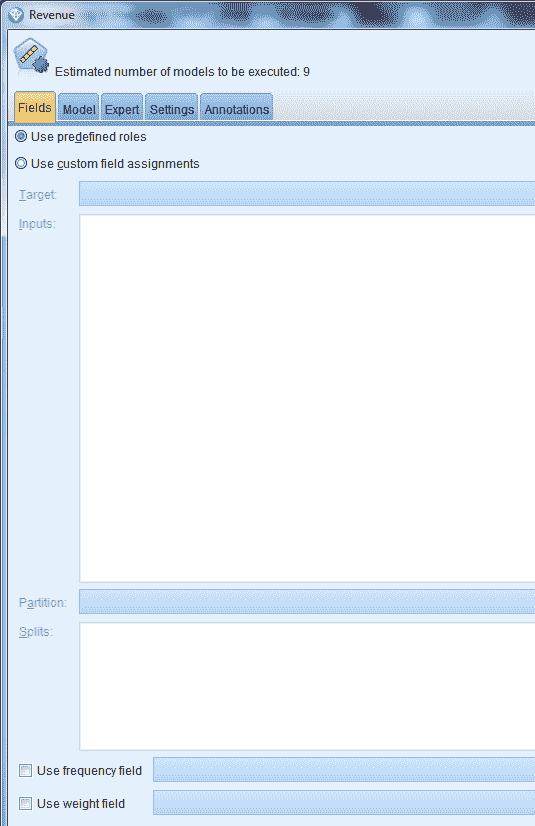 Revenue
Estimated number of models to be executed: 9
Fields Model Expert Settings Annotations
Use predefined roles
Use custom field assignments
Target:
Inputs:
Partition:
Splits:
Use frequency field
Use weight field